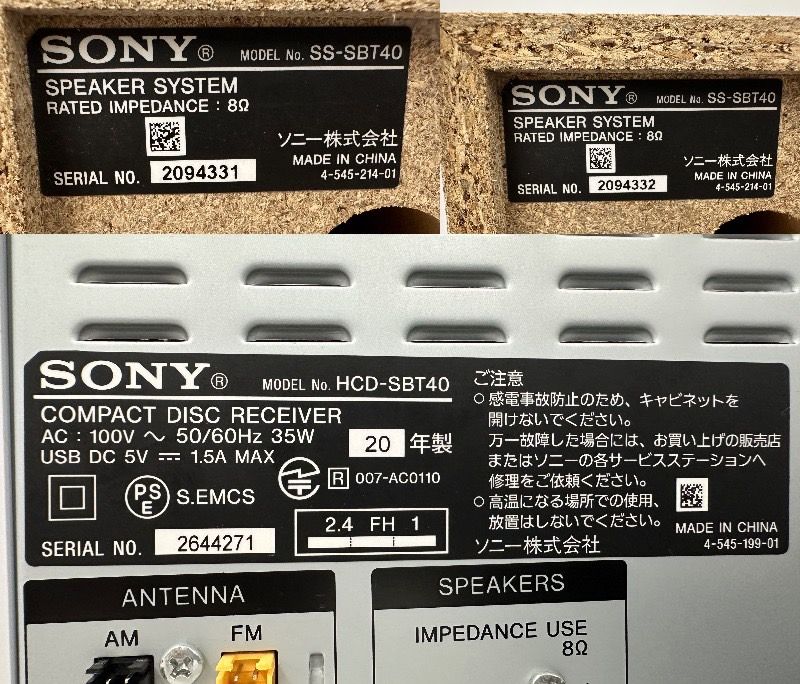 SONY® MODEL No. SS-SBT40
SPEAKER SYSTEM
RATED IMPEDANCE : 8Ω
ソニー株式会社
MADE IN CHINA
SERIAL NO. 2094331
4-545-214-01
SONY® MODEL No. SS-SBT40
SPEAKER SYSTEM
RATED IMPEDANCE : 8Ω
ソニー株式会社
MADE IN CHINA
SERIAL NO. 2094332
4-545-214-01
SONY® MODEL No. HCD-SBT40
COMPACT DISC RECEIVER
AC : 100V ～ 50/60Hz 35W
20 年製
USB DC 5V ⎓ 1.5A MAX
PSE S.EMCS
R 007-AC0110
2.4 FH 1
SERIAL NO. 2644271
ご注意
○感電事故防止のため、キャビネットを
開けないでください。
万一故障した場合には、お買い上げの販売店
またはソニーの各サービスステーションへ
修理をご依頼ください。
○高温になる場所での使用、
放置はしないでください。
ソニー株式会社
MADE IN CHINA
4-545-199-01
ANTENNA
AM FM
SPEAKERS
IMPEDANCE USE
8Ω